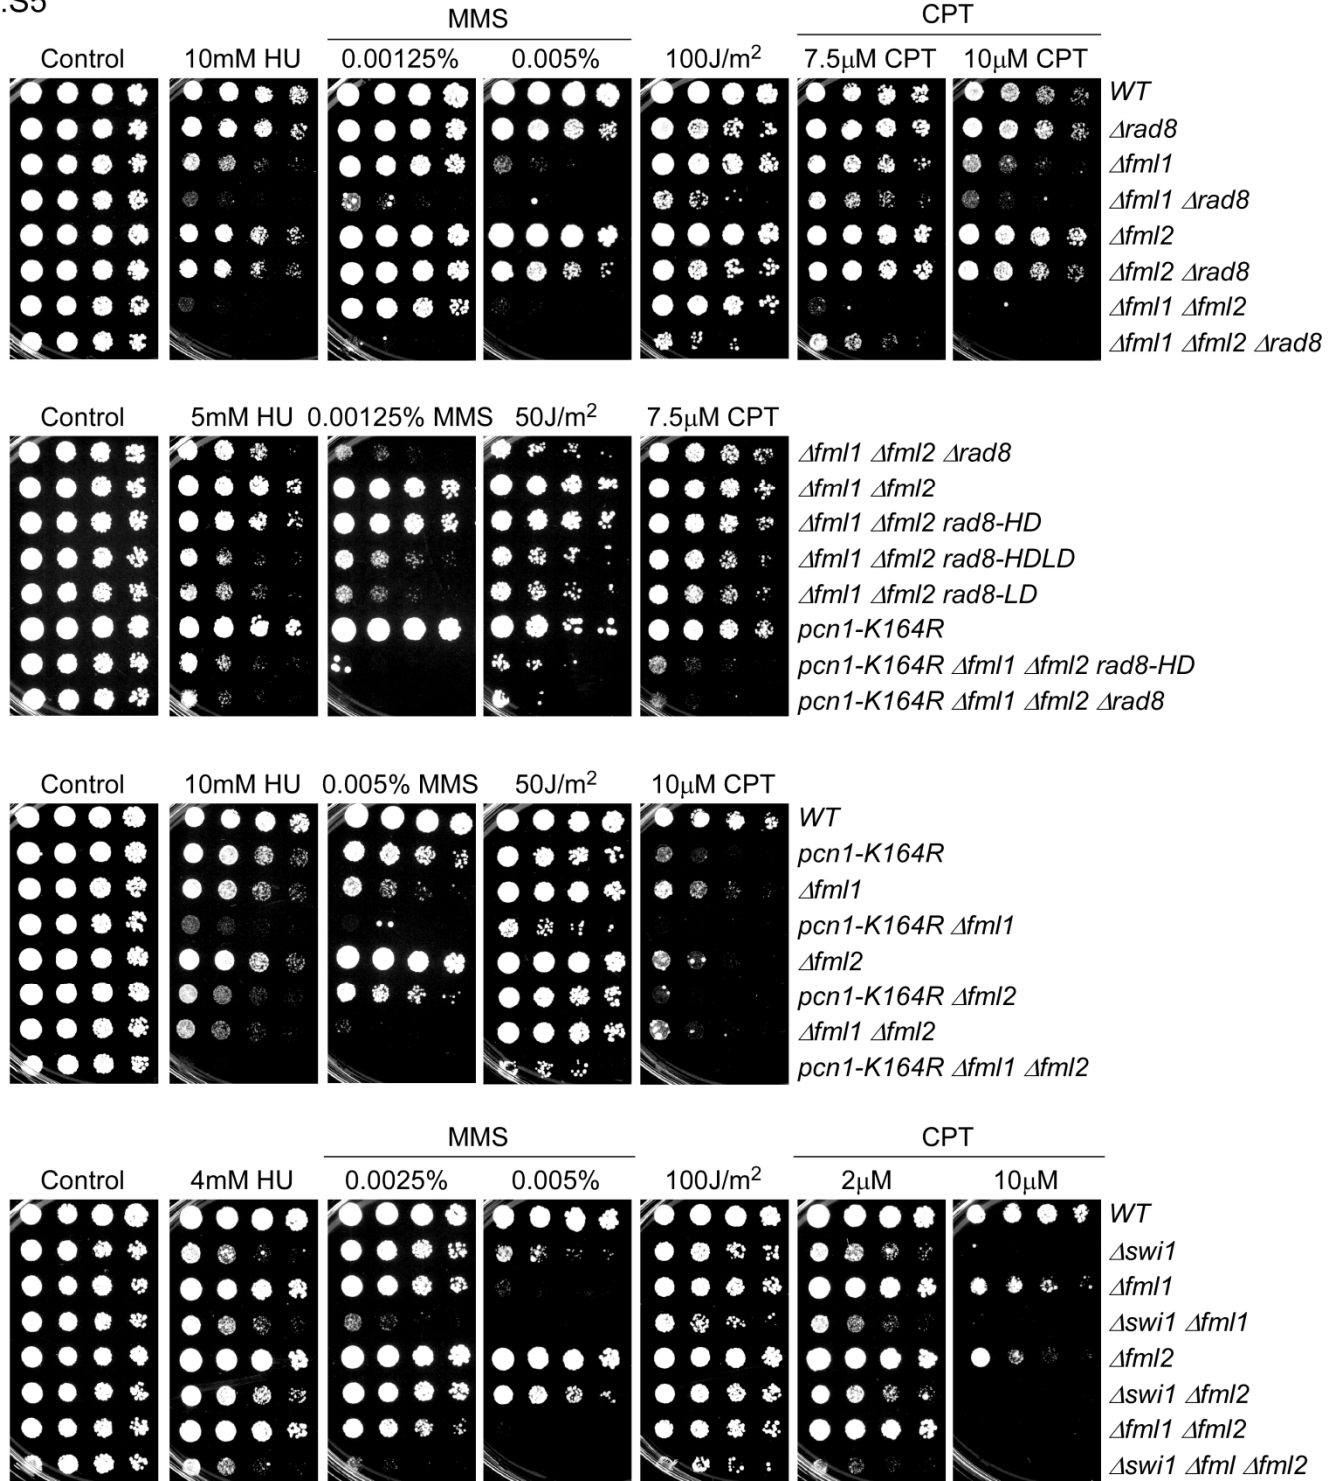 .S5
MMS CPT
Control 10mM HU 0.00125% 0.005% 100J/m2 7.5μM CPT 10μM CPT
WT
Δrad8
Δfml1
Δfml1 Δrad8
Δfml2
Δfml2 Δrad8
Δfml1 Δfml2
Δfml1 Δfml2 Δrad8
Control 5mM HU 0.00125% MMS 50J/m2 7.5μM CPT
Δfml1 Δfml2 Δrad8
Δfml1 Δfml2
Δfml1 Δfml2 rad8-HD
Δfml1 Δfml2 rad8-HDLD
Δfml1 Δfml2 rad8-LD
pcn1-K164R
pcn1-K164R Δfml1 Δfml2 rad8-HD
pcn1-K164R Δfml1 Δfml2 Δrad8
Control 10mM HU 0.005% MMS 50J/m2 10μM CPT
WT
pcn1-K164R
Δfml1
pcn1-K164R Δfml1
Δfml2
pcn1-K164R Δfml2
Δfml1 Δfml2
pcn1-K164R Δfml1 Δfml2
MMS CPT
Control 4mM HU 0.0025% 0.005% 100J/m2 2μM 10μM
WT
Δswi1
Δfml1
Δswi1 Δfml1
Δfml2
Δswi1 Δfml2
Δfml1 Δfml2
Δswi1 Δfml Δfml2